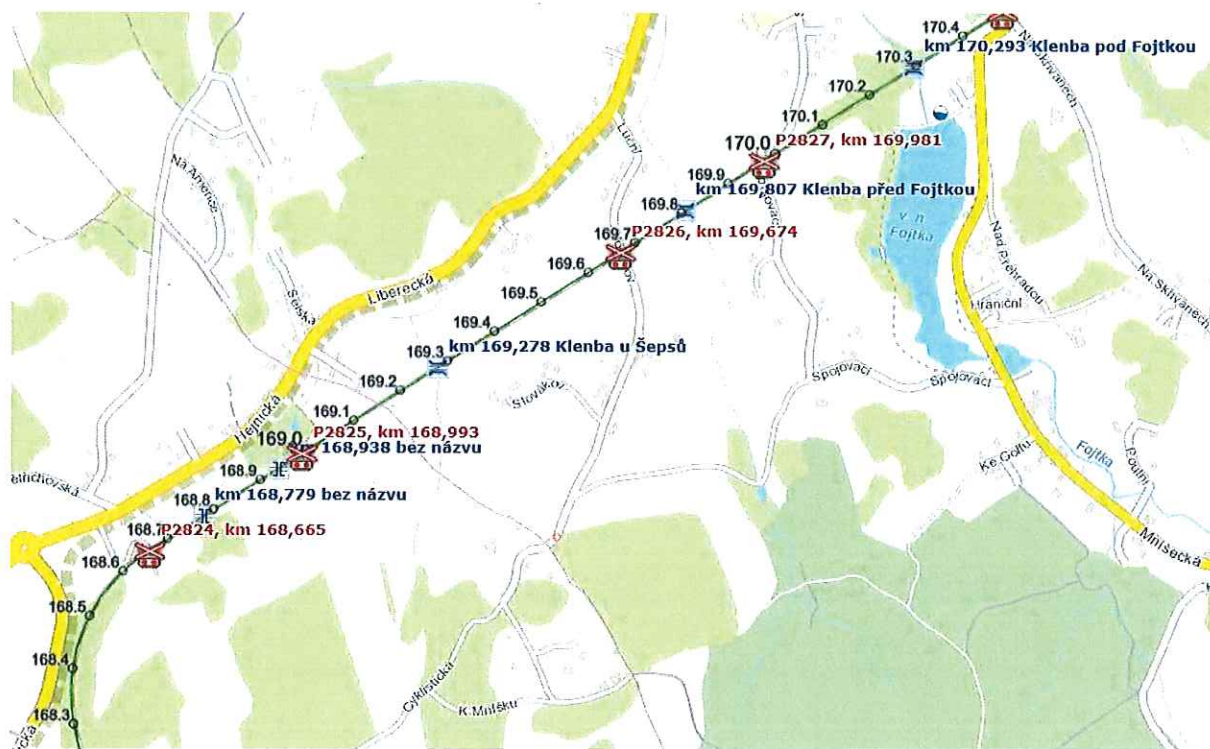 170.4
km 170,293 Klenba pod Fojtkou
170.3
170.2
170.1
170.0
P2827, km 169,981
169.9
km 169,807 Klenba před Fojtkou
169.8
169.7
P2826, km 169,674
169.6
169.5
169.4
169.3
km 169,278 Klenba u Šepsů
169.2
169.1
P2825, km 168,993
169.0
168,938 bez názvu
168.9
km 168,779 bez názvu
168.8
168.7
P2824, km 168,665
168.6
168.5
168.4
168.3
Luční
Liberecká
Selská
Hejnická
Stovákov
Spojovací
Spojovací
v. n.
Fojtka
Nad Přehradou
Hraniční
Na Skřivanech
Na Skřivanech
Ke Golfu
Fojtka
Poutní
Mníšecká
Cyklistická
K Mníšku